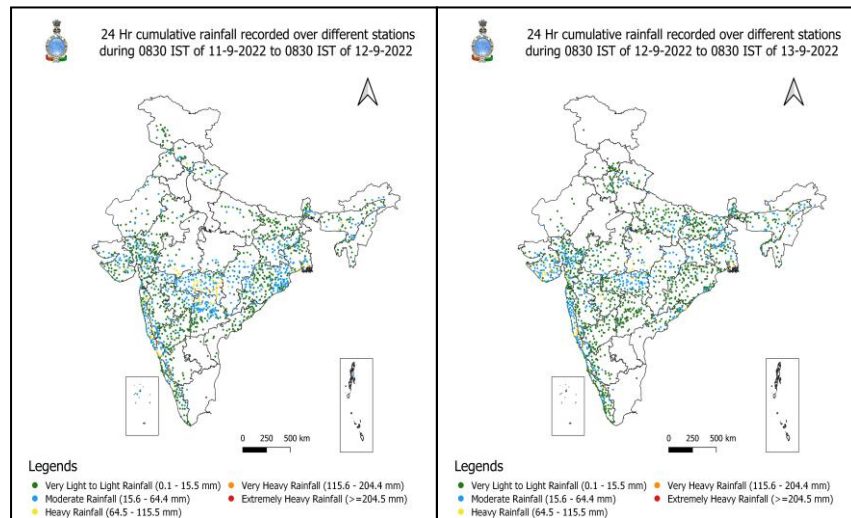 24 Hr cumulative rainfall recorded over different stations
during 0830 IST of 11-9-2022 to 0830 IST of 12-9-2022
0 250 500 km
Legends
Very Light to Light Rainfall (0.1 - 15.5 mm)
Very Heavy Rainfall (115.6 - 204.4 mm)
Moderate Rainfall (15.6 - 64.4 mm)
Extremely Heavy Rainfall (>=204.5 mm)
Heavy Rainfall (64.5 - 115.5 mm)
24 Hr cumulative rainfall recorded over different stations
during 0830 IST of 12-9-2022 to 0830 IST of 13-9-2022
0 250 500 km
Legends
Very Light to Light Rainfall (0.1 - 15.5 mm)
Very Heavy Rainfall (115.6 - 204.4 mm)
Moderate Rainfall (15.6 - 64.4 mm)
Extremely Heavy Rainfall (>=204.5 mm)
Heavy Rainfall (64.5 - 115.5 mm)